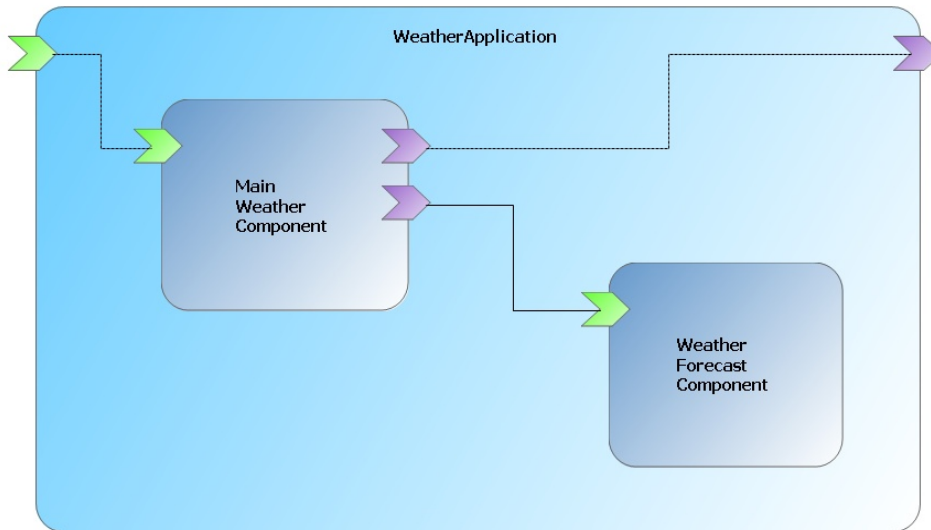 WeatherApplication
Main
Weather
Component
Weather
Forecast
Component